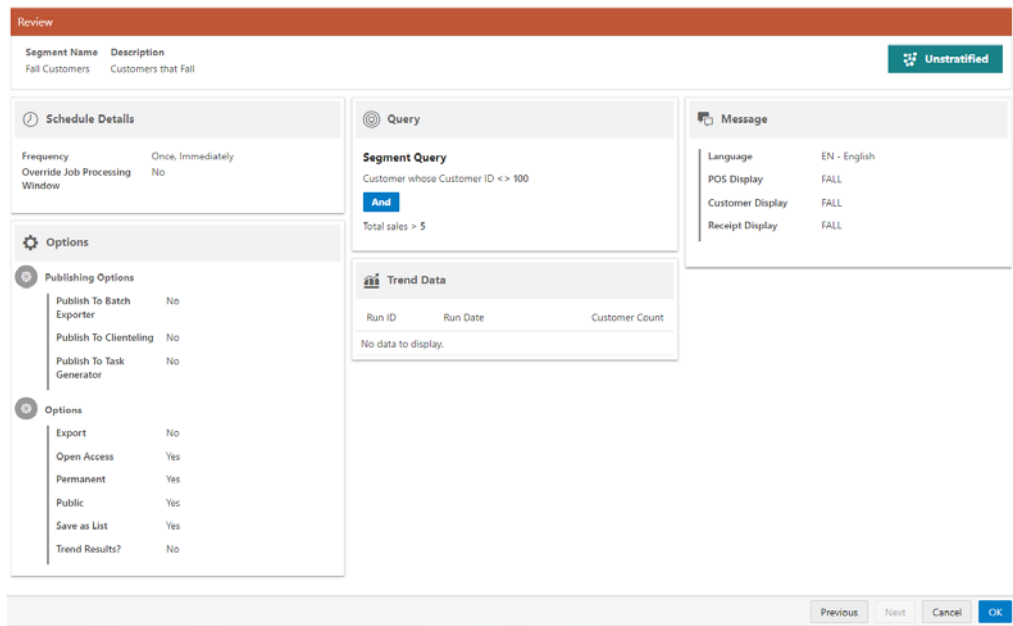 Review
Segment Name Description
Fall Customers Customers that Fall
Unstratified
Schedule Details
Frequency Once, Immediately
Override Job Processing No
Window
Options
Publishing Options
Publish To Batch No
Exporter
Publish To Clienteling No
Publish To Task No
Generator
Options
Export No
Open Access Yes
Permanent Yes
Public Yes
Save as List Yes
Trend Results? No
Query
Segment Query
Customer whose Customer ID <> 100
And
Total sales > 5
Trend Data
Run ID Run Date Customer Count
No data to display.
Message
Language EN - English
POS Display FALL
Customer Display FALL
Receipt Display FALL
Previous Next Cancel OK